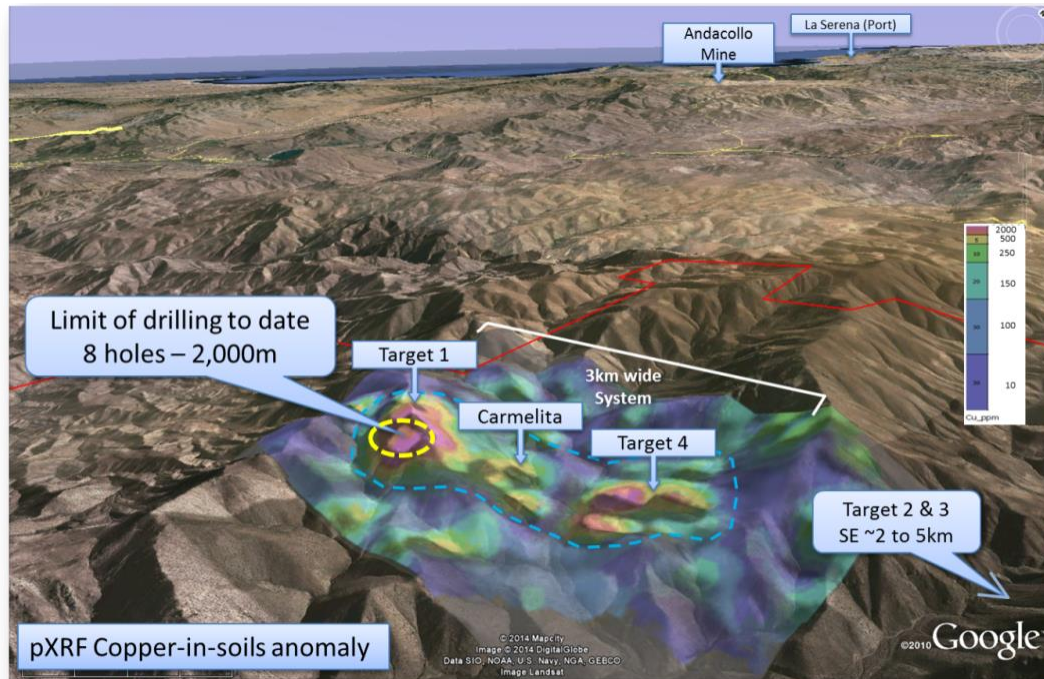 La Serena (Port)
Andacollo
Mine
2000
500
250
150
100
10
Cu_ppm
Limit of drilling to date
8 holes – 2,000m
Target 1
3km wide
System
Carmelita
Target 4
Target 2 & 3
SE ~2 to 5km
pXRF Copper-in-soils anomaly
© 2014 Mapcity
Image © 2014 DigitalGlobe
Data SIO, NOAA, U.S. Navy, NGA, GEBCO
Image Landsat
©2010 Google